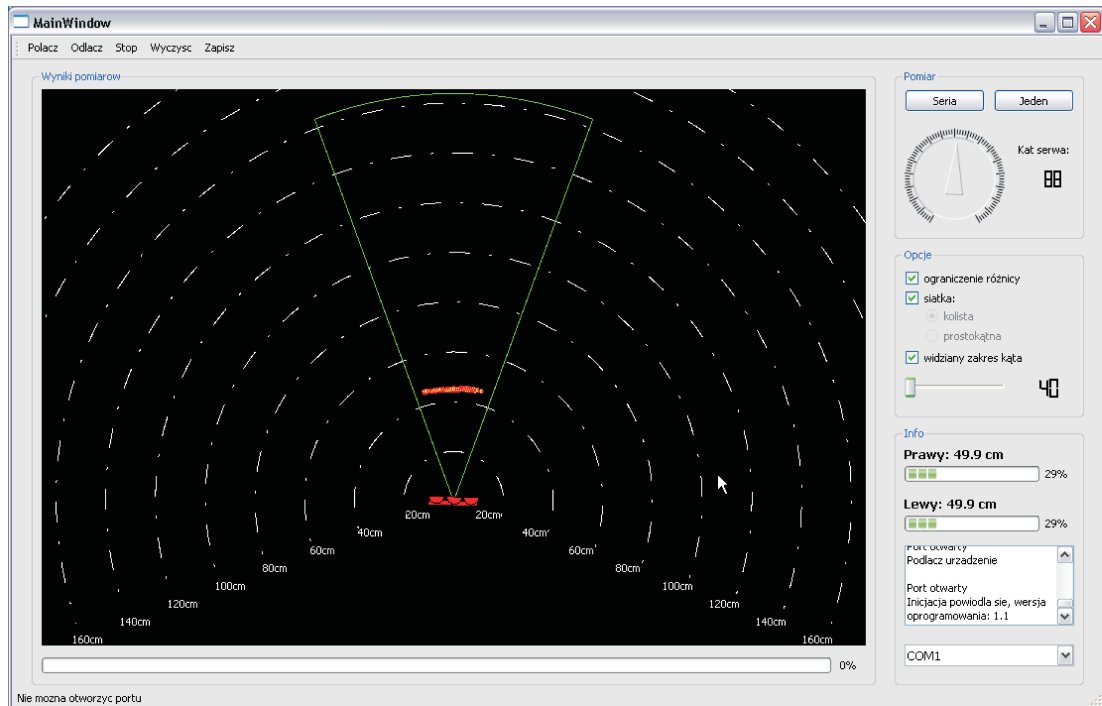 MainWindow
Polacz Odlacz Stop Wyczysc Zapisz
Wyniki pomiarow
20cm 20cm
40cm 40cm
60cm 60cm
80cm 80cm
100cm 100cm
120cm 120cm
140cm 140cm
160cm 160cm
0%
Pomiar
Seria Jeden
Kat serwa:
88
Opcje
ograniczenie różnicy
siatka:
kolista
prostokątna
widziany zakres kąta
40
Info
Prawy: 49.9 cm
29%
Lewy: 49.9 cm
29%
Port otwarty
Podlacz urzadzenie
Port otwarty
Inicjacja powiodla sie, wersja
oprogramowania: 1.1
COM1
Nie mozna otworzyc portu